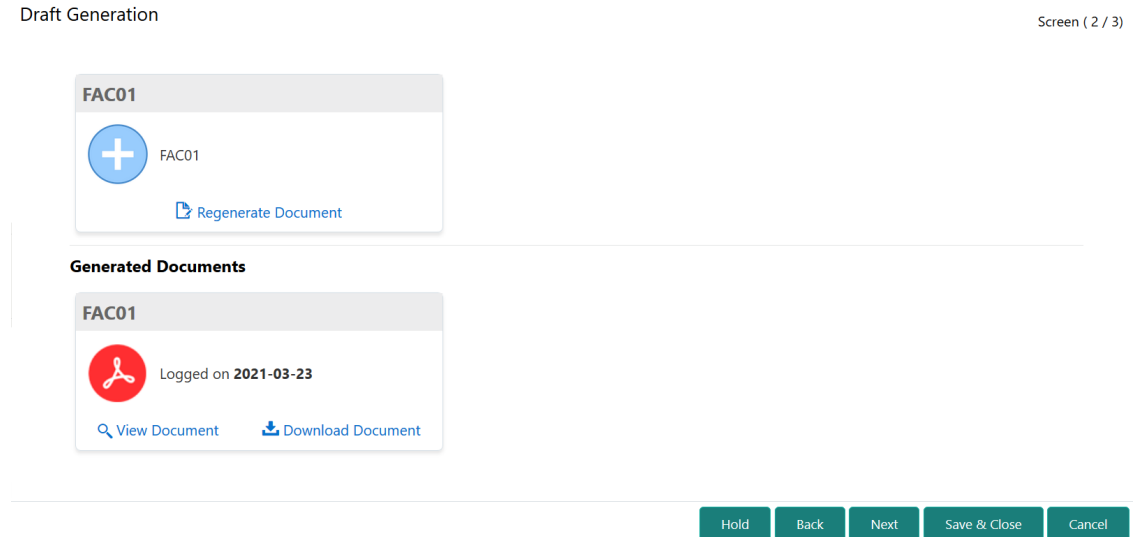 Draft Generation
Screen ( 2 / 3)
FAC01
FAC01
Regenerate Document
Generated Documents
FAC01
Logged on 2021-03-23
View Document Download Document
Hold Back Next Save & Close Cancel